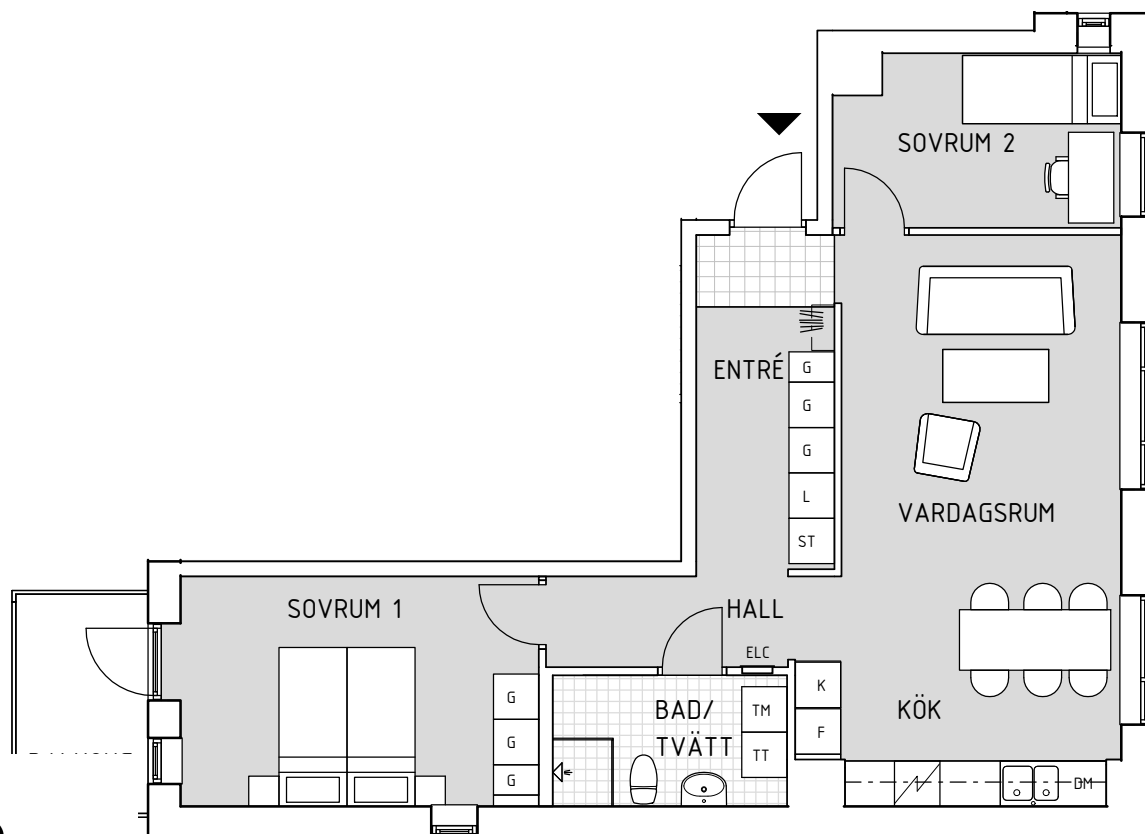 SOVRUM 2
ENTRÉ
G
G
G
L
ST
VARDAGSRUM
SOVRUM 1
HALL
ELC
G
G
G
BAD/
TVÄTT
TM
TT
K
F
KÖK
DM